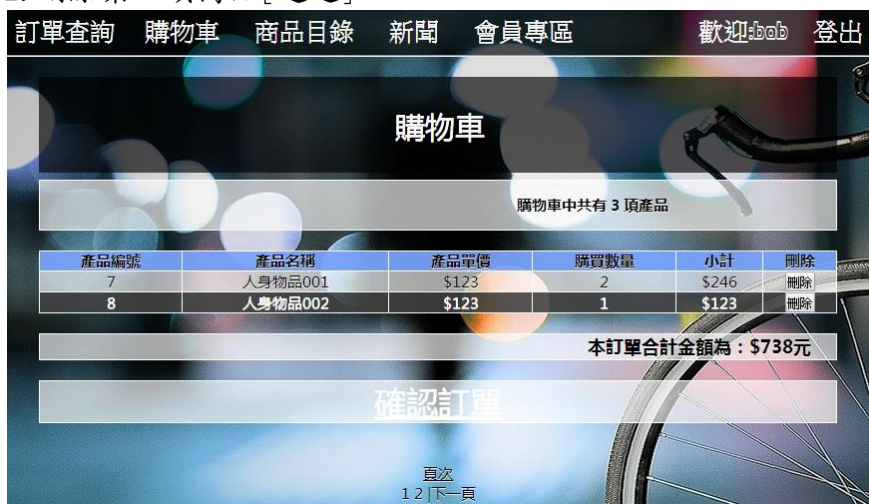 訂單查詢 購物車 商品目錄 新聞 會員專區 歡迎:bob 登出
購物車
購物車中共有 3 項產品
產品編號 產品名稱 產品單價 購買數量 小計 刪除
7 人身物品001 $123 2 $246 刪除
8 人身物品002 $123 1 $123 刪除
本訂單合計金額為：$738元
確認訂單
頁次
1 2 |下一頁